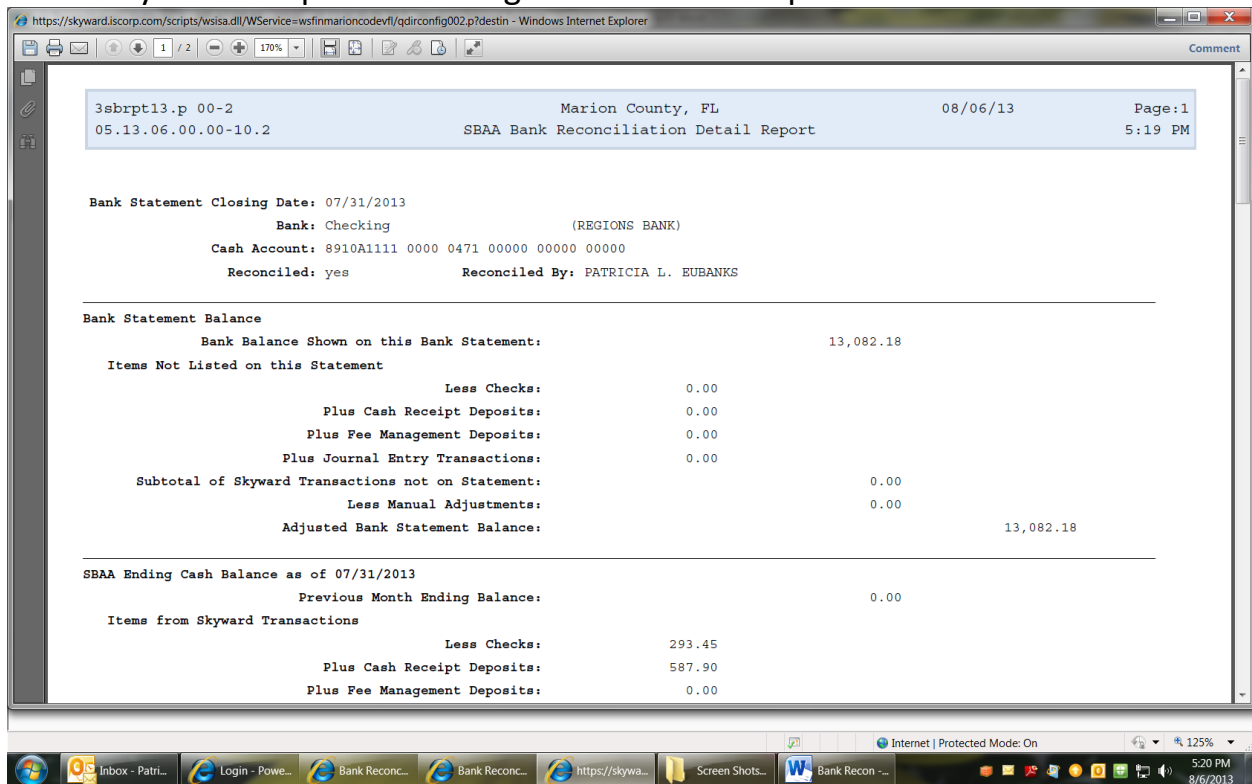 https://skyward.iscorp.com/scripts/wsisa.dll/WService=wsfinmarioncodevfl/qdirconfig002.p?destin - Windows Internet Explorer
1 / 2 170% Comment
3sbrpt13.p 00-2 Marion County, FL 08/06/13 Page:1
05.13.06.00.00-10.2 SBAA Bank Reconciliation Detail Report 5:19 PM
Bank Statement Closing Date: 07/31/2013
Bank: Checking (REGIONS BANK)
Cash Account: 8910A1111 0000 0471 00000 00000 00000
Reconciled: yes Reconciled By: PATRICIA L. EUBANKS
Bank Statement Balance
Bank Balance Shown on this Bank Statement: 13,082.18
Items Not Listed on this Statement
Less Checks: 0.00
Plus Cash Receipt Deposits: 0.00
Plus Fee Management Deposits: 0.00
Plus Journal Entry Transactions: 0.00
Subtotal of Skyward Transactions not on Statement: 0.00
Less Manual Adjustments: 0.00
Adjusted Bank Statement Balance: 13,082.18
SBAA Ending Cash Balance as of 07/31/2013
Previous Month Ending Balance: 0.00
Items from Skyward Transactions
Less Checks: 293.45
Plus Cash Receipt Deposits: 587.90
Plus Fee Management Deposits: 0.00
Internet | Protected Mode: On 125%
Inbox - Patri... Login - Powe... Bank Reconc... Bank Reconc... https://skywa... Screen Shots... Bank Recon -... 5:20 PM
8/6/2013